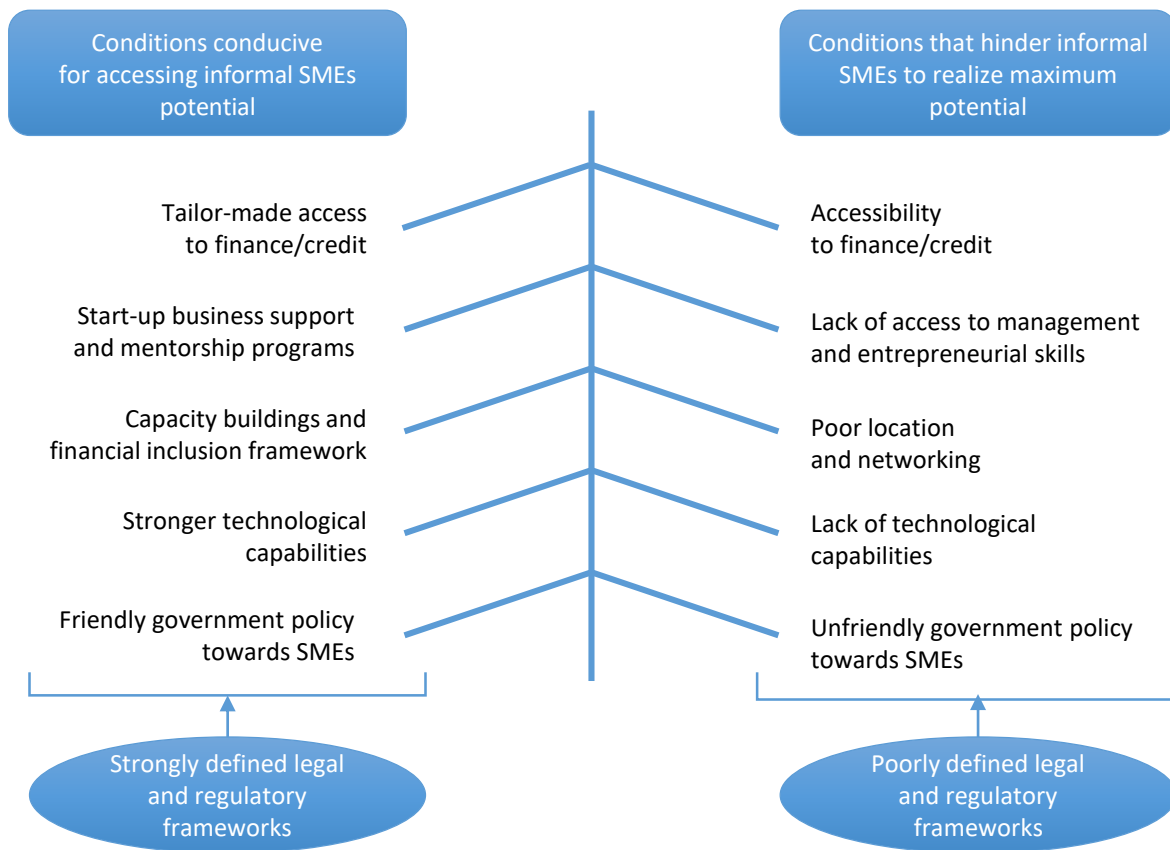 Conditions conducive
for accessing informal SMEs
potential
Conditions that hinder informal
SMEs to realize maximum
potential
Tailor-made access
to finance/credit
Accessibility
to finance/credit
Start-up business support
and mentorship programs
Lack of access to management
and entrepreneurial skills
Capacity buildings and
financial inclusion framework
Poor location
and networking
Stronger technological
capabilities
Lack of technological
capabilities
Friendly government policy
towards SMEs
Unfriendly government policy
towards SMEs
Strongly defined legal
and regulatory
frameworks
Poorly defined legal
and regulatory
frameworks